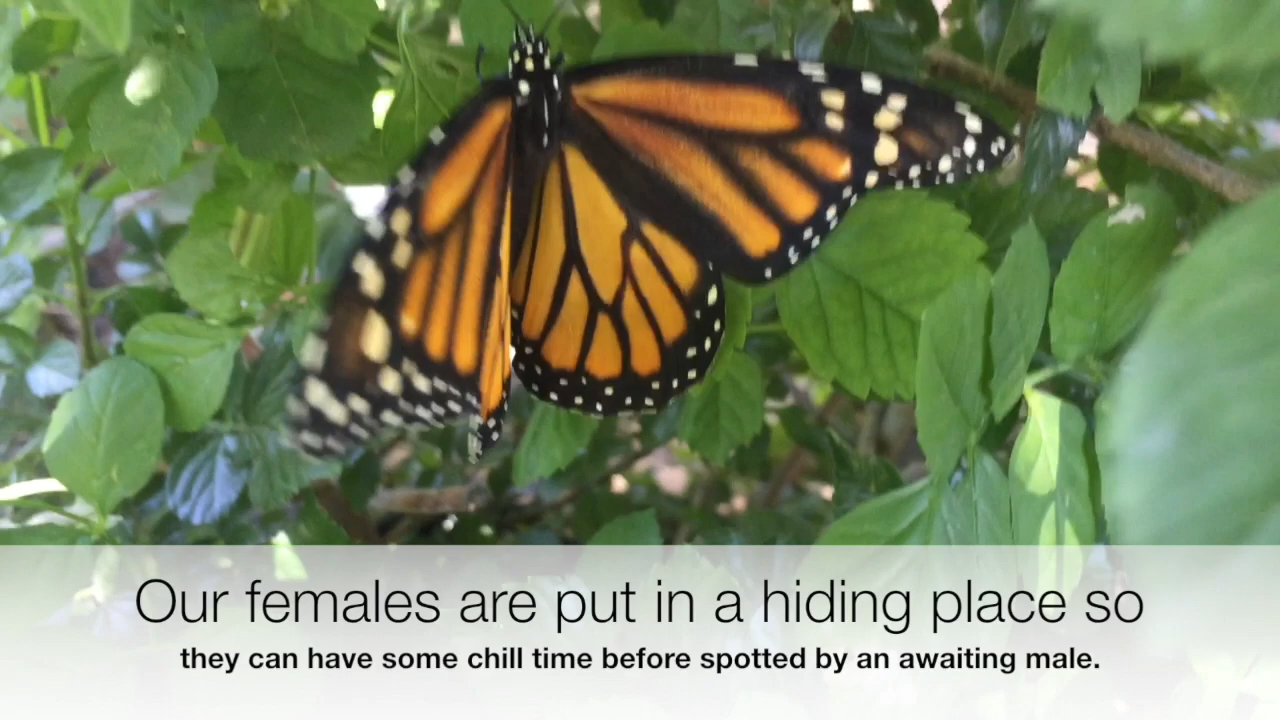 Our females are put in a hiding place so
they can have some chill time before spotted by an awaiting male.